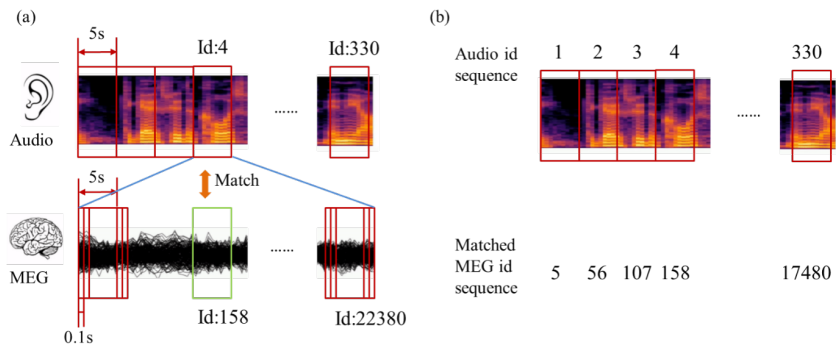 (a)
5s
Id:4
Id:330
Audio
......
5s
Match
MEG
......
Id:158
Id:22380
0.1s
(b)
Audio id
sequence
1 2 3 4 330
......
Matched
MEG id
sequence
5 56 107 158 17480